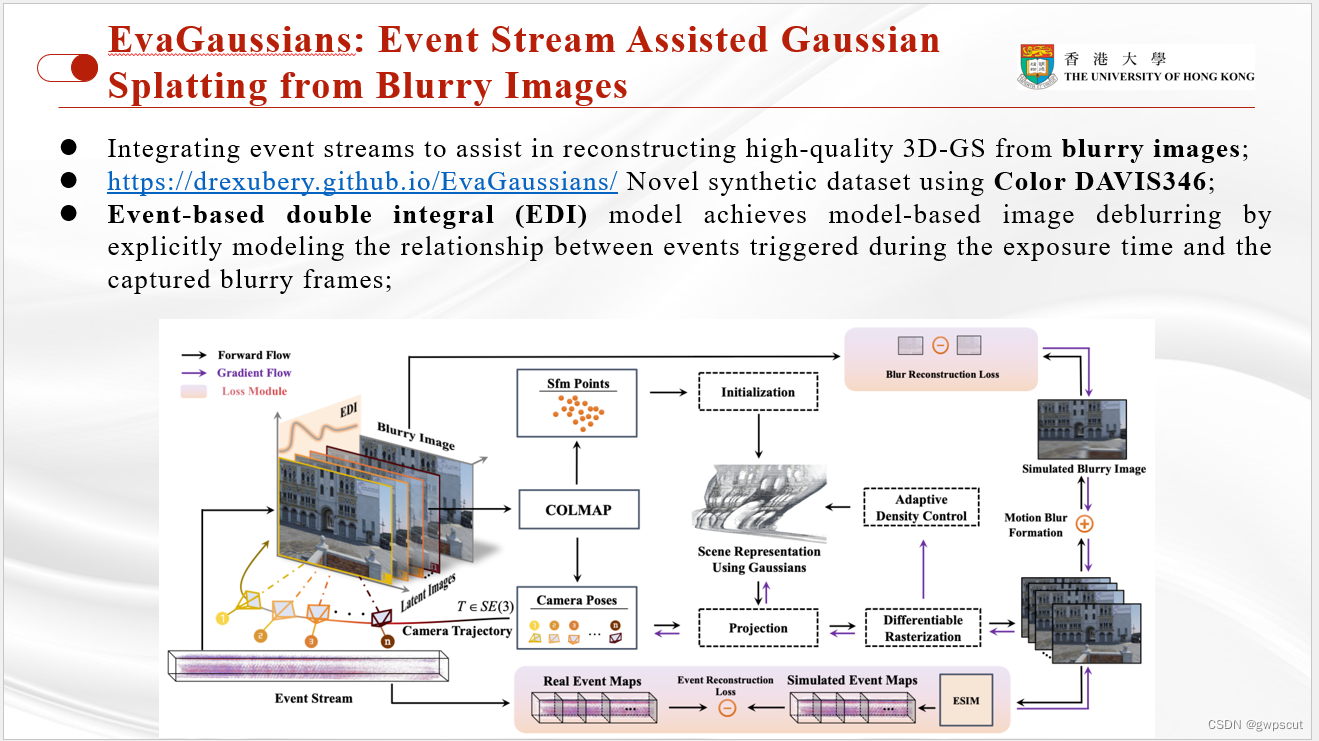 EvaGaussians: Event Stream Assisted Gaussian
Splatting from Blurry Images
香 港 大 學
THE UNIVERSITY OF HONG KONG
Integrating event streams to assist in reconstructing high-quality 3D-GS from blurry images;
https://drexubery.github.io/EvaGaussians/ Novel synthetic dataset using Color DAVIS346;
Event-based double integral (EDI) model achieves model-based image deblurring by
explicitly modeling the relationship between events triggered during the exposure time and the
captured blurry frames;
Forward Flow
Gradient Flow
Loss Module
EDI
Blurry Image
Latent Images
1
2
3
n
T ∈ SE(3)
Camera Trajectory
Event Stream
Sfm Points
COLMAP
Camera Poses
1 2 3 ... n
Initialization
Scene Representation
Using Gaussians
Adaptive
Density Control
Projection
Differentiable
Rasterization
Blur Reconstruction Loss
Simulated Blurry Image
Motion Blur
Formation
Real Event Maps
Event Reconstruction
Loss
Simulated Event Maps
ESIM
CSDN @gwpscut